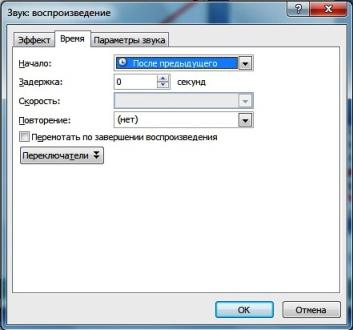 Звук: воспроизведение
Эффект Время Параметры звука
Начало: После предыдущего
Задержка: 0 секунд
Скорость:
Повторение: (нет)
Перемотать по завершении воспроизведения
Переключатели
ОК Отмена